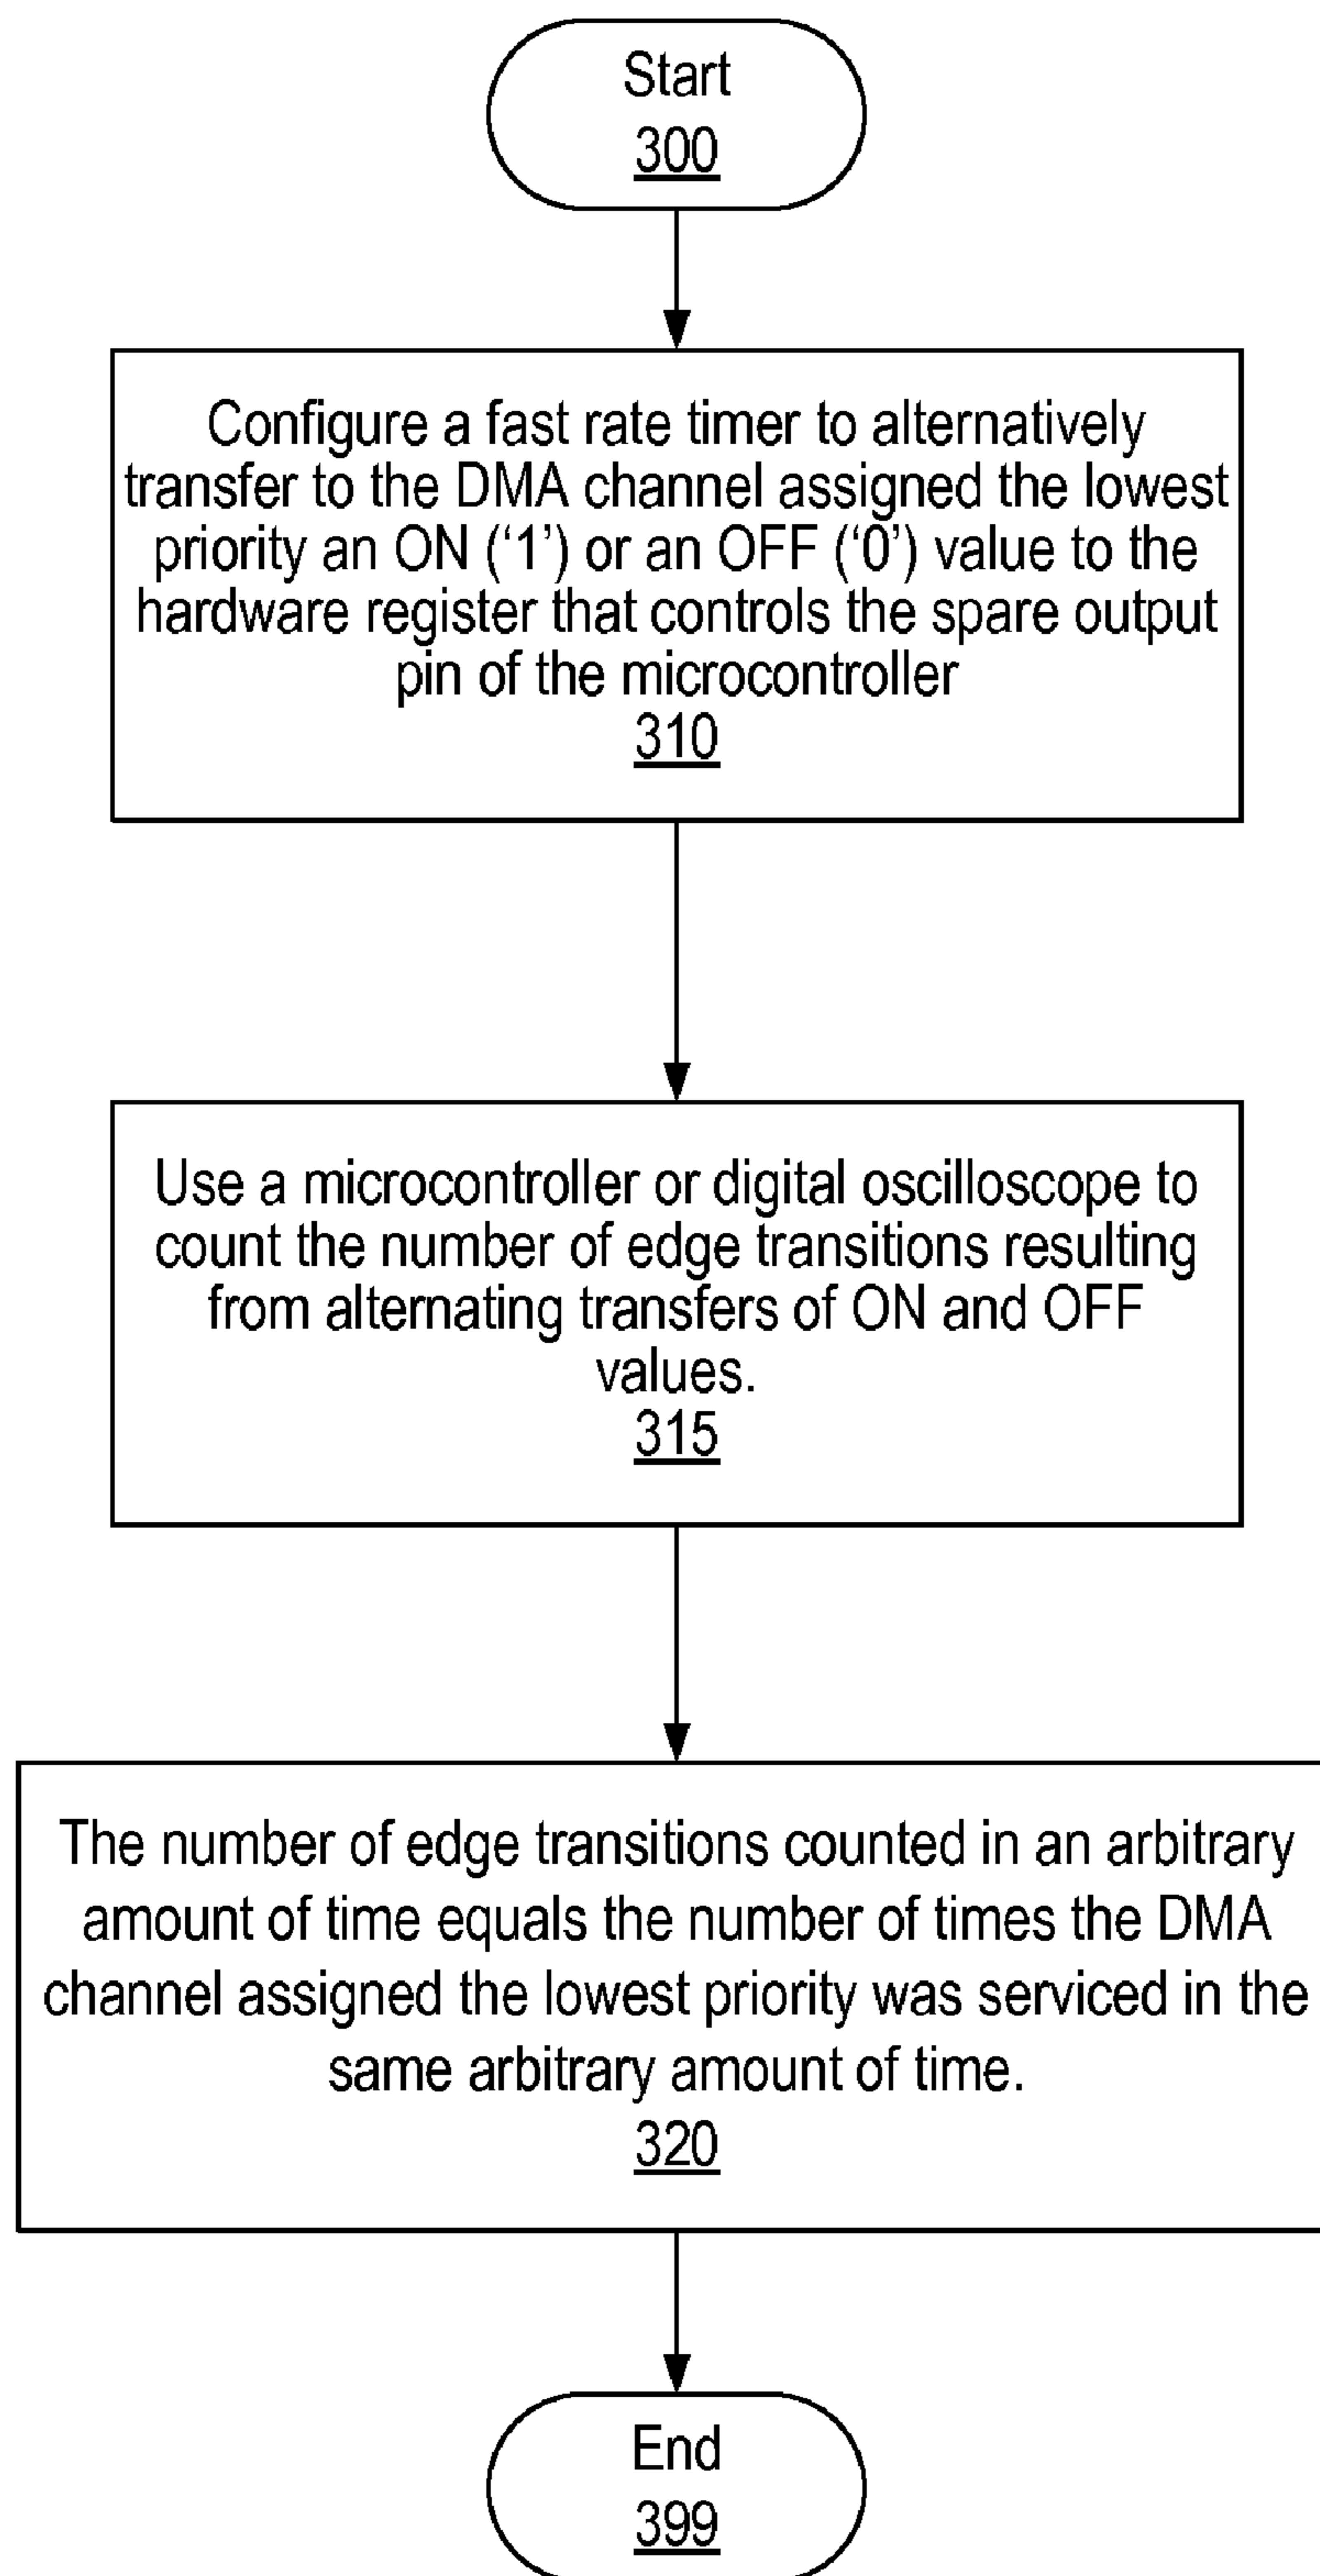 Start
300
Configure a fast rate timer to alternatively
transfer to the DMA channel assigned the lowest
priority an ON (‘1’) or an OFF (‘0’) value to the
hardware register that controls the spare output
pin of the microcontroller
310
Use a microcontroller or digital oscilloscope to
count the number of edge transitions resulting
from alternating transfers of ON and OFF
values.
315
The number of edge transitions counted in an arbitrary
amount of time equals the number of times the DMA
channel assigned the lowest priority was serviced in the
same arbitrary amount of time.
320
End
399